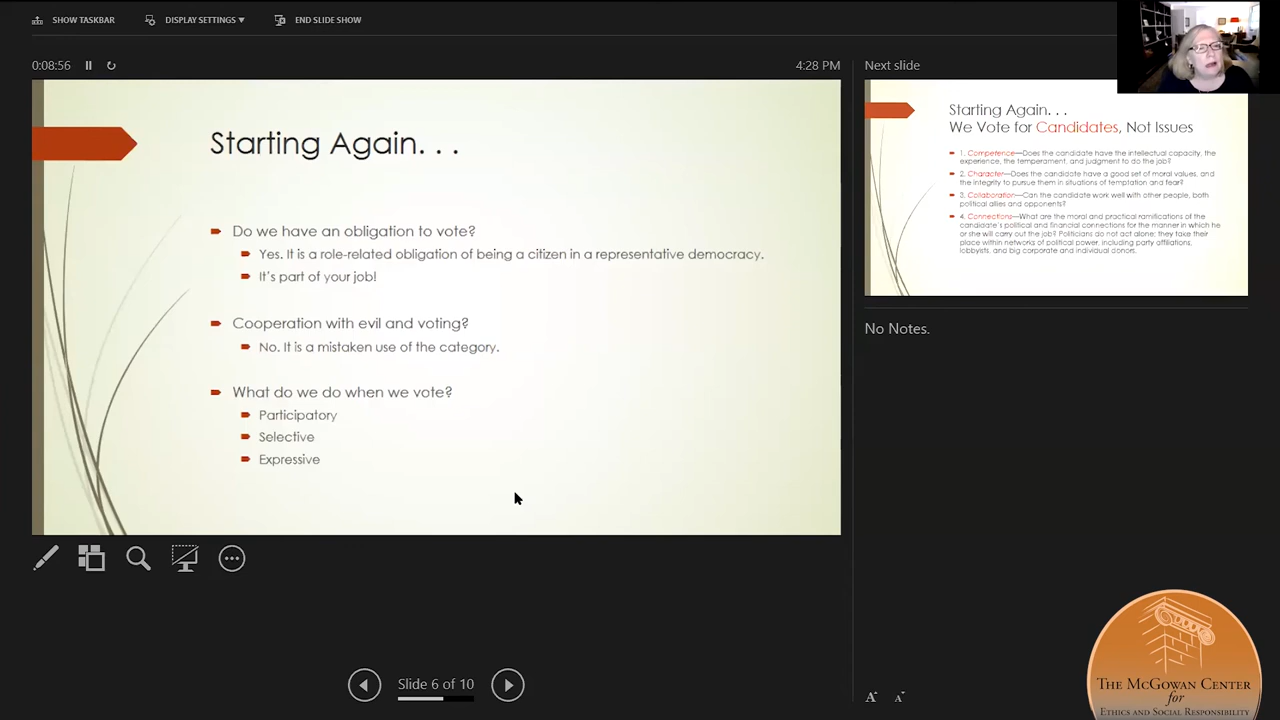 SHOW TASKBAR
DISPLAY SETTINGS ▼
END SLIDE SHOW
0:08:56
4:28 PM
Starting Again. . .
Do we have an obligation to vote?
Yes. It is a role-related obligation of being a citizen in a representative democracy.
It's part of your job!
Cooperation with evil and voting?
No. It is a mistaken use of the category.
What do we do when we vote?
Participatory
Selective
Expressive
Slide 6 of 10
Next slide
Starting Again. . .
We Vote for Candidates, Not Issues
1. Competence—Does the candidate have the intellectual capacity, the
experience, the temperament, and judgment to do the job?
2. Character—Does the candidate have a good set of moral values, and
the integrity to pursue them in situations of temptation and fear?
3. Collaboration—Can the candidate work well with other people, both
political allies and opponents?
4. Connections—What are the moral and practical ramifications of the
candidate's political and financial connections for the manner in which he
or she will carry out the job? Politicians do not act alone; they take their
place within networks of political power, including party affiliations,
lobbyists, and big corporate and individual donors.
No Notes.
A A
THE MCGOWAN CENTER
for
ETHICS AND SOCIAL RESPONSIBILITY